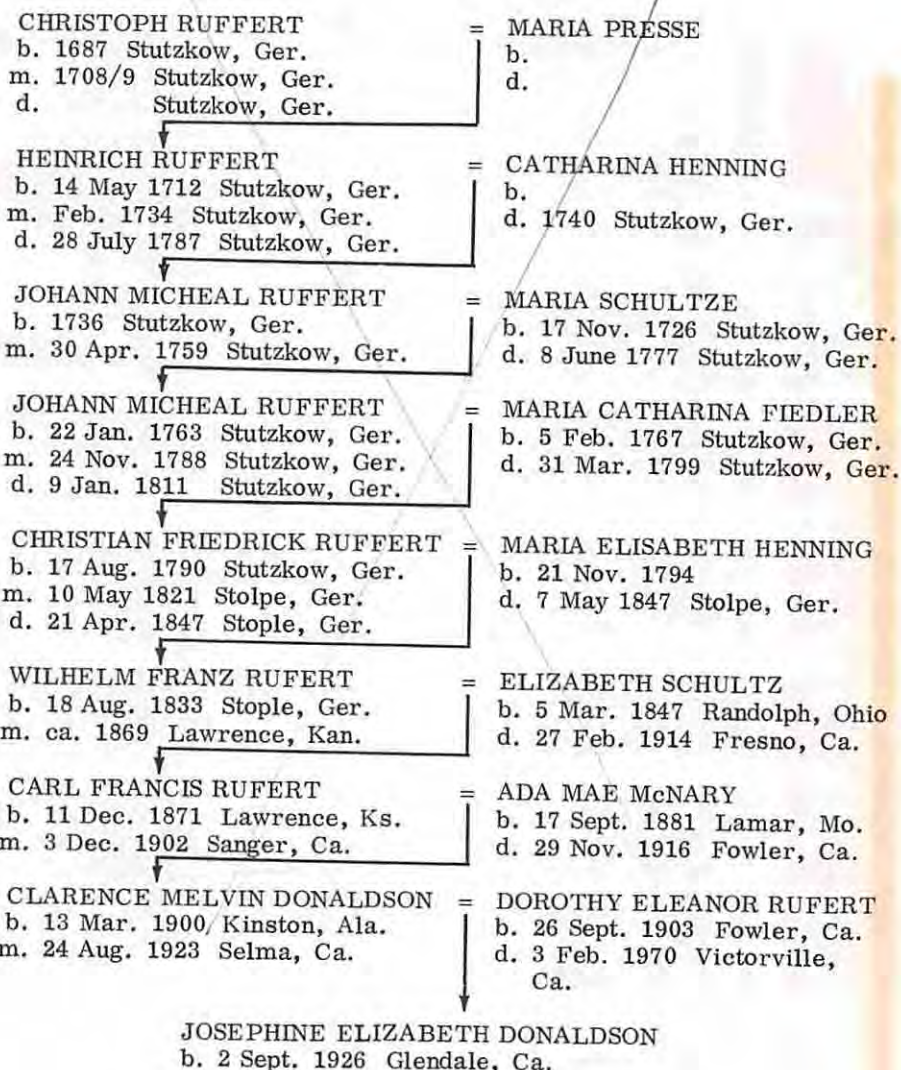 CHRISTOPH RUFFERT = MARIA PRESSE
b. 1687 Stutzkow, Ger. b.
m. 1708/9 Stutzkow, Ger. d.
d. Stutzkow, Ger.
HEINRICH RUFFERT = CATHARINA HENNING
b. 14 May 1712 Stutzkow, Ger. b.
m. Feb. 1734 Stutzkow, Ger. d. 1740 Stutzkow, Ger.
d. 28 July 1787 Stutzkow, Ger.
JOHANN MICHEAL RUFFERT = MARIA SCHULTZE
b. 1736 Stutzkow, Ger. b. 17 Nov. 1726 Stutzkow, Ger.
m. 30 Apr. 1759 Stutzkow, Ger. d. 8 June 1777 Stutzkow, Ger.
JOHANN MICHEAL RUFFERT = MARIA CATHARINA FIEDLER
b. 22 Jan. 1763 Stutzkow, Ger. b. 5 Feb. 1767 Stutzkow, Ger.
m. 24 Nov. 1788 Stutzkow, Ger. d. 31 Mar. 1799 Stutzkow, Ger.
d. 9 Jan. 1811 Stutzkow, Ger.
CHRISTIAN FRIEDRICK RUFFERT = MARIA ELISABETH HENNING
b. 17 Aug. 1790 Stutzkow, Ger. b. 21 Nov. 1794
m. 10 May 1821 Stolpe, Ger. d. 7 May 1847 Stolpe, Ger.
d. 21 Apr. 1847 Stople, Ger.
WILHELM FRANZ RUFERT = ELIZABETH SCHULTZ
b. 18 Aug. 1833 Stople, Ger. b. 5 Mar. 1847 Randolph, Ohio
m. ca. 1869 Lawrence, Kan. d. 27 Feb. 1914 Fresno, Ca.
CARL FRANCIS RUFERT = ADA MAE McNARY
b. 11 Dec. 1871 Lawrence, Ks. b. 17 Sept. 1881 Lamar, Mo.
m. 3 Dec. 1902 Sanger, Ca. d. 29 Nov. 1916 Fowler, Ca.
CLARENCE MELVIN DONALDSON = DOROTHY ELEANOR RUFERT
b. 13 Mar. 1900 Kinston, Ala. b. 26 Sept. 1903 Fowler, Ca.
m. 24 Aug. 1923 Selma, Ca. d. 3 Feb. 1970 Victorville,
Ca.
JOSEPHINE ELIZABETH DONALDSON
b. 2 Sept. 1926 Glendale, Ca.